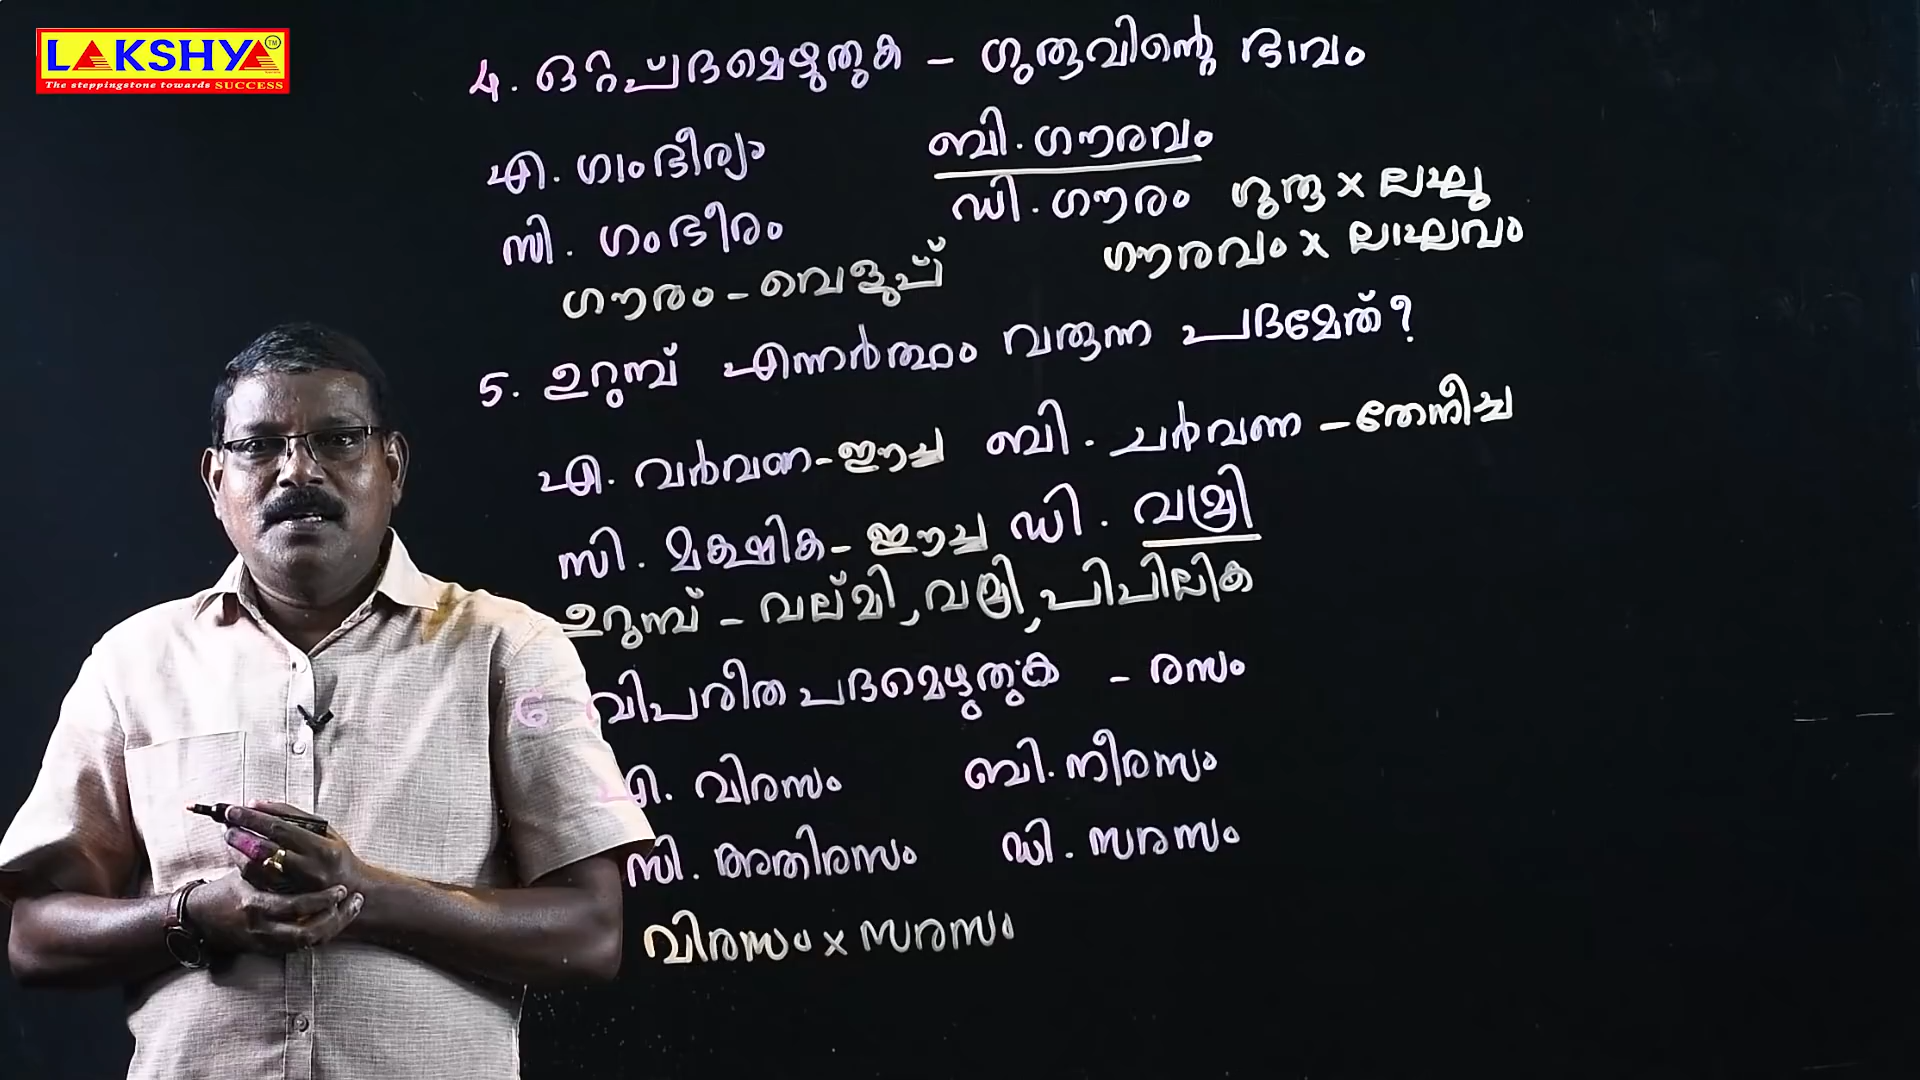 LAKSHYA TM
The steppingstone towards SUCCESS
4. ഒറ്റപ്പദമെഴുതുക - ഗുരുവിന്റെ ഭാവം
എ. ഗാംഭീര്യം ബി. ഗൗരവം
സി. ഗംഭീരം ഡി. ഗൗരം ഗുരു x ലഘു
ഗൗരം - വെളുപ്പ് ഗൗരവം x ലാഘവം
5. ഉറുമ്പ് എന്നർത്ഥം വരുന്ന പദമേത്?
എ. വർവണ - ഈച്ച ബി. ചർവണ - തേനീച്ച
സി. മക്ഷിക - ഈച്ച ഡി. വമ്രി
ഉറുമ്പ് - വല്മി, വമ്രി, പിപീലിക
6 വിപരീത പദമെഴുതുക - രസം
എ. വിരസം ബി. നീരസം
സി. അതിരസം ഡി. സരസം
വിരസം x സരസം